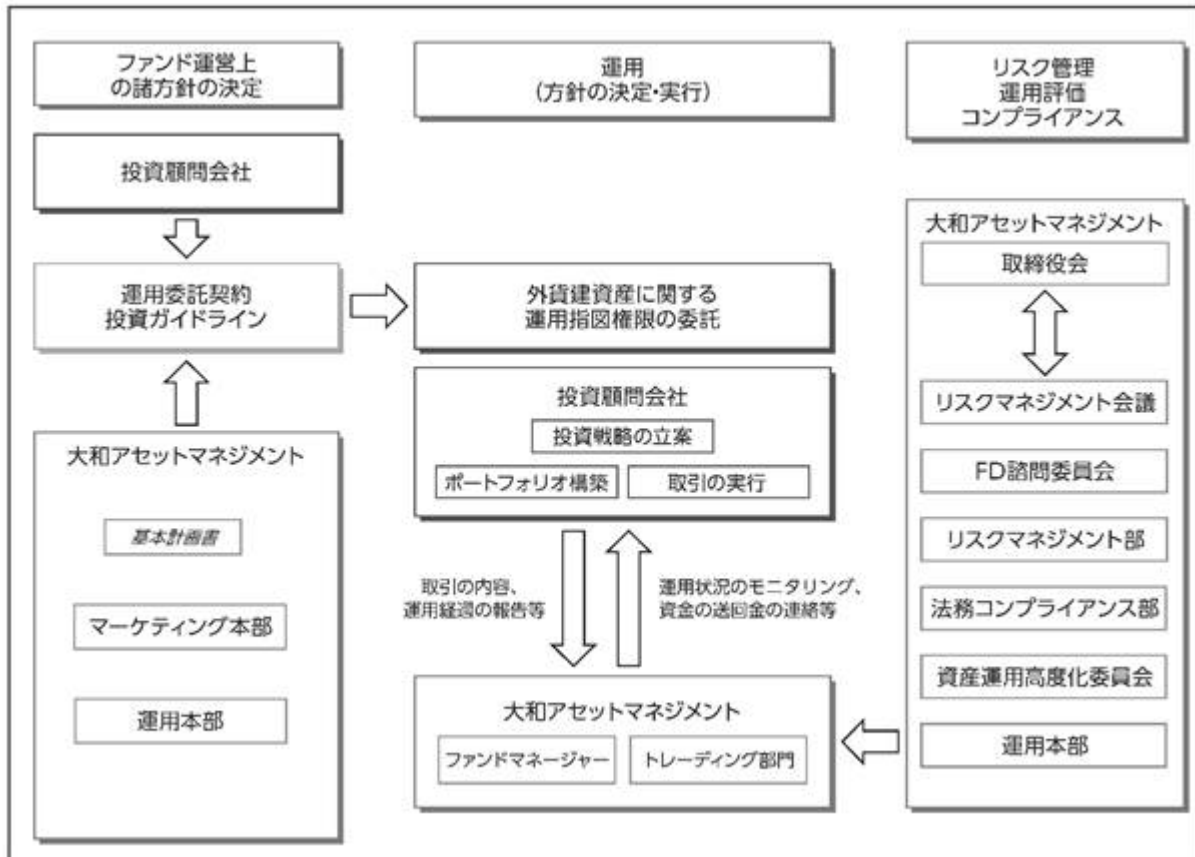 ファンド運営上
の諸方針の決定
投資顧問会社
運用委託契約
投資ガイドライン
大和アセットマネジメント
基本計画書
マーケティング本部
運用本部
運用
(方針の決定・実行)
外貨建資産に関する
運用指図権限の委託
投資顧問会社
投資戦略の立案
ポートフォリオ構築
取引の実行
取引の内容、
運用経過の報告等
運用状況のモニタリング、
資金の送回金の連絡等
大和アセットマネジメント
ファンドマネージャー
トレーディング部門
リスク管理
運用評価
コンプライアンス
大和アセットマネジメント
取締役会
リスクマネジメント会議
FD諮問委員会
リスクマネジメント部
法務コンプライアンス部
資産運用高度化委員会
運用本部